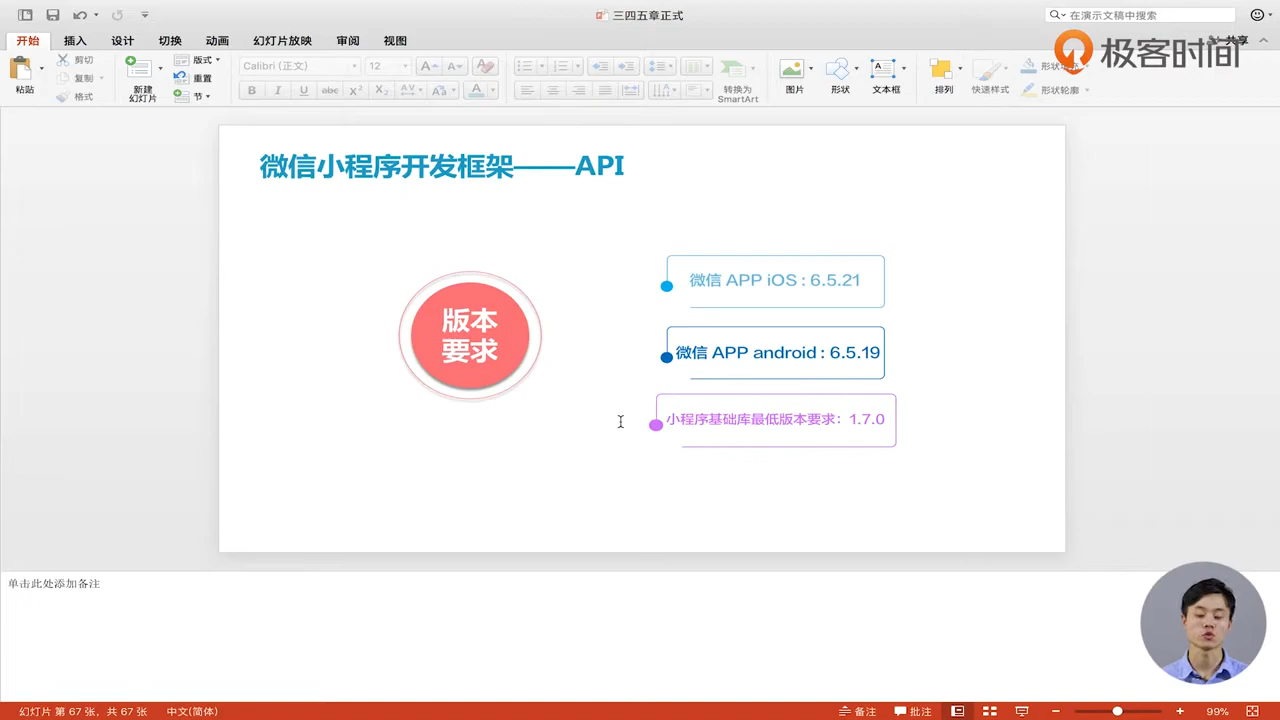 三四五章正式
在演示文稿中搜索
开始 插入 设计 切换 动画 幻灯片放映 审阅 视图
共享
极客时间
粘贴
剪切
复制
格式
新建
幻灯片
版式
重置
节
Calibri (正文) 12
B I U abc X² X₂ AV
转换为
SmartArt
图片
形状
文本框
排列
快速样式
形状轮廓
微信小程序开发框架——API
版本
要求
微信 APP iOS : 6.5.21
微信 APP android : 6.5.19
小程序基础库最低版本要求：1.7.0
单击此处添加备注
幻灯片 第 67 张，共 67 张 中文(简体) 备注 批注 99%